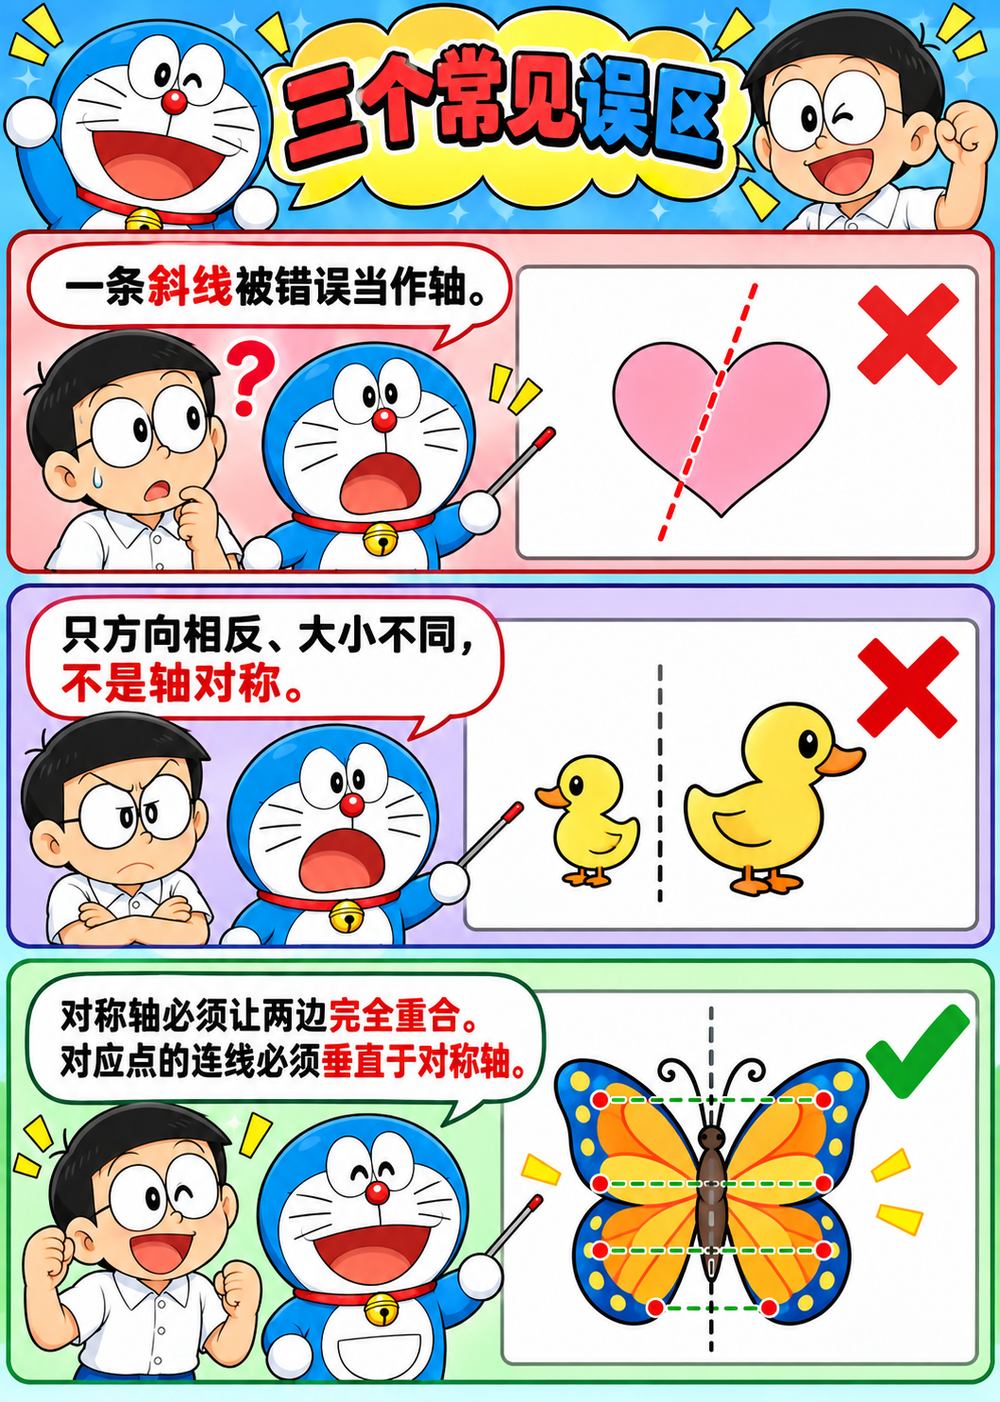 三个常见误区
一条斜线被错误当作轴。
?
只方向相反、大小不同，
不是轴对称。
对称轴必须让两边完全重合。
对应点的连线必须垂直于对称轴。